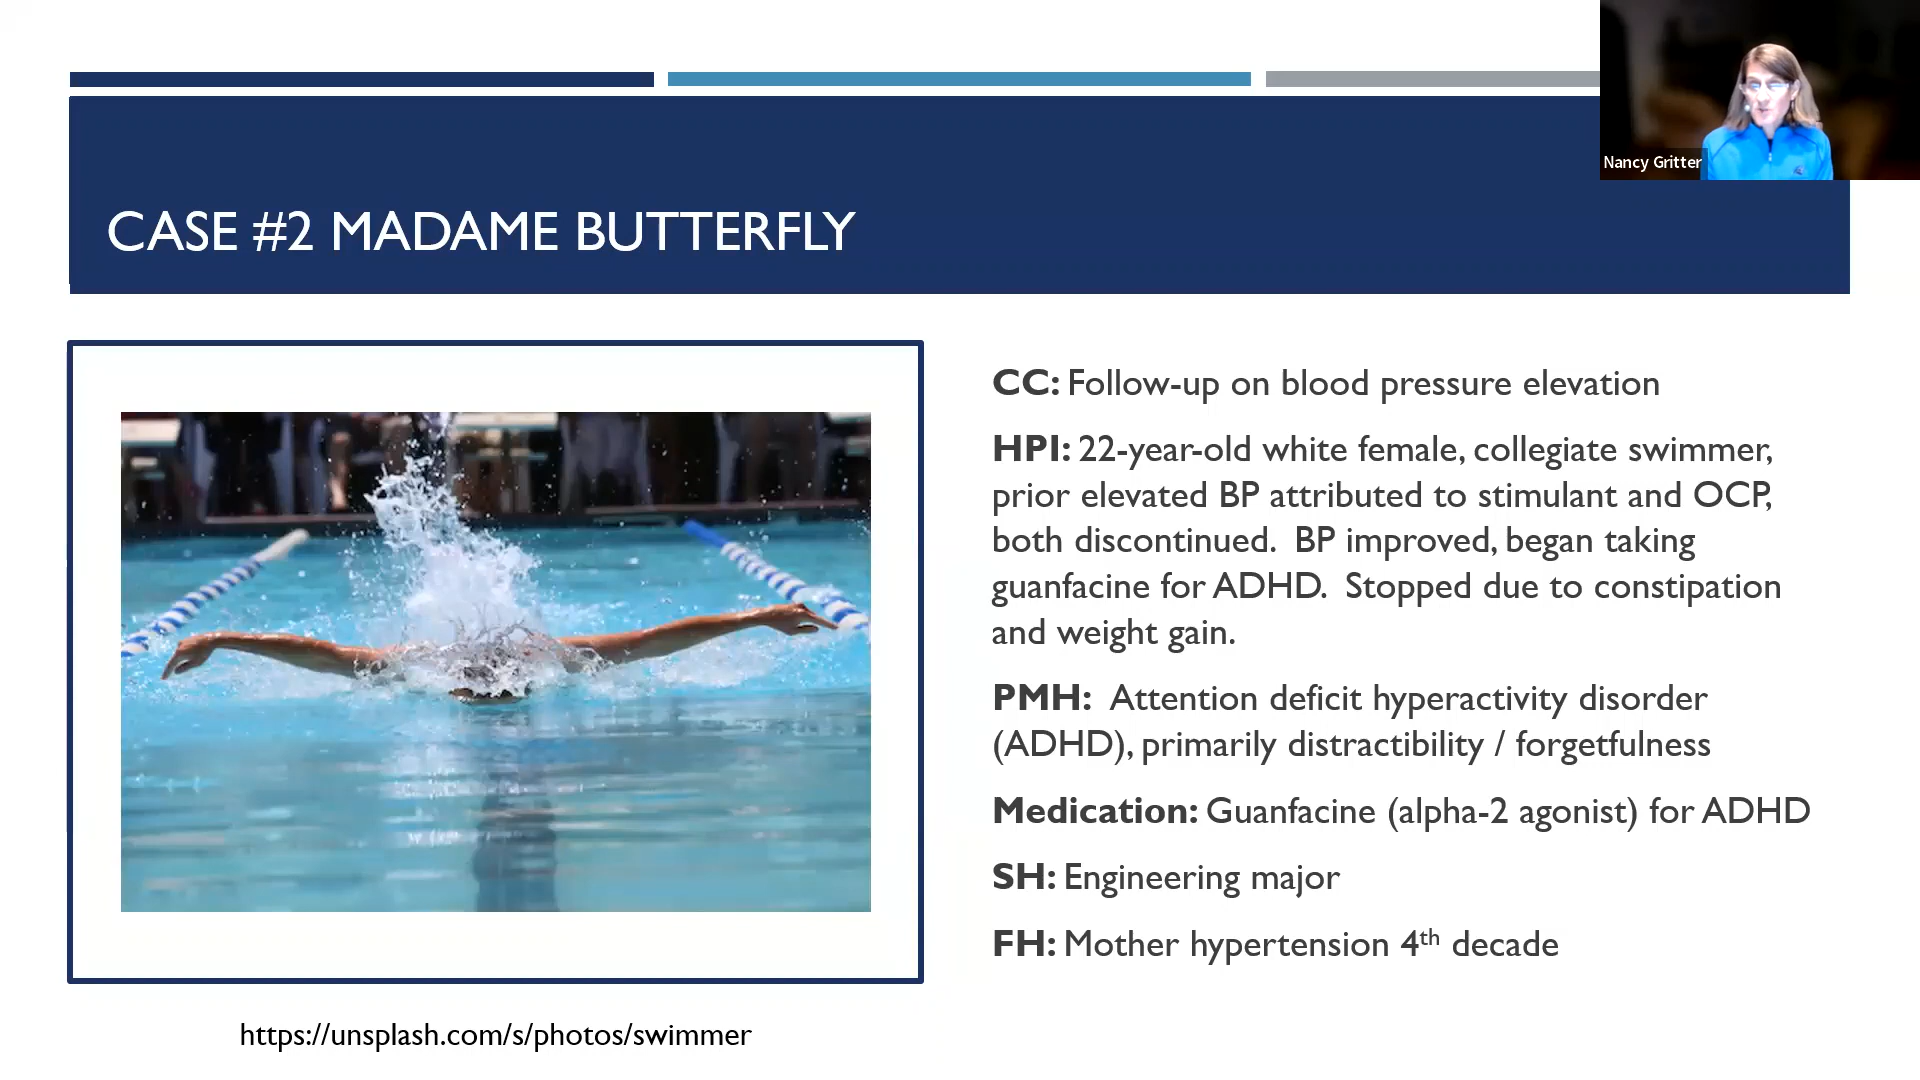 Nancy Gritter
CASE #2 MADAME BUTTERFLY
CC: Follow-up on blood pressure elevation
HPI: 22-year-old white female, collegiate swimmer,
prior elevated BP attributed to stimulant and OCP,
both discontinued.  BP improved, began taking
guanfacine for ADHD.  Stopped due to constipation
and weight gain.
PMH:  Attention deficit hyperactivity disorder
(ADHD), primarily distractibility / forgetfulness
Medication: Guanfacine (alpha-2 agonist) for ADHD
SH: Engineering major
FH: Mother hypertension 4th decade
https://unsplash.com/s/photos/swimmer